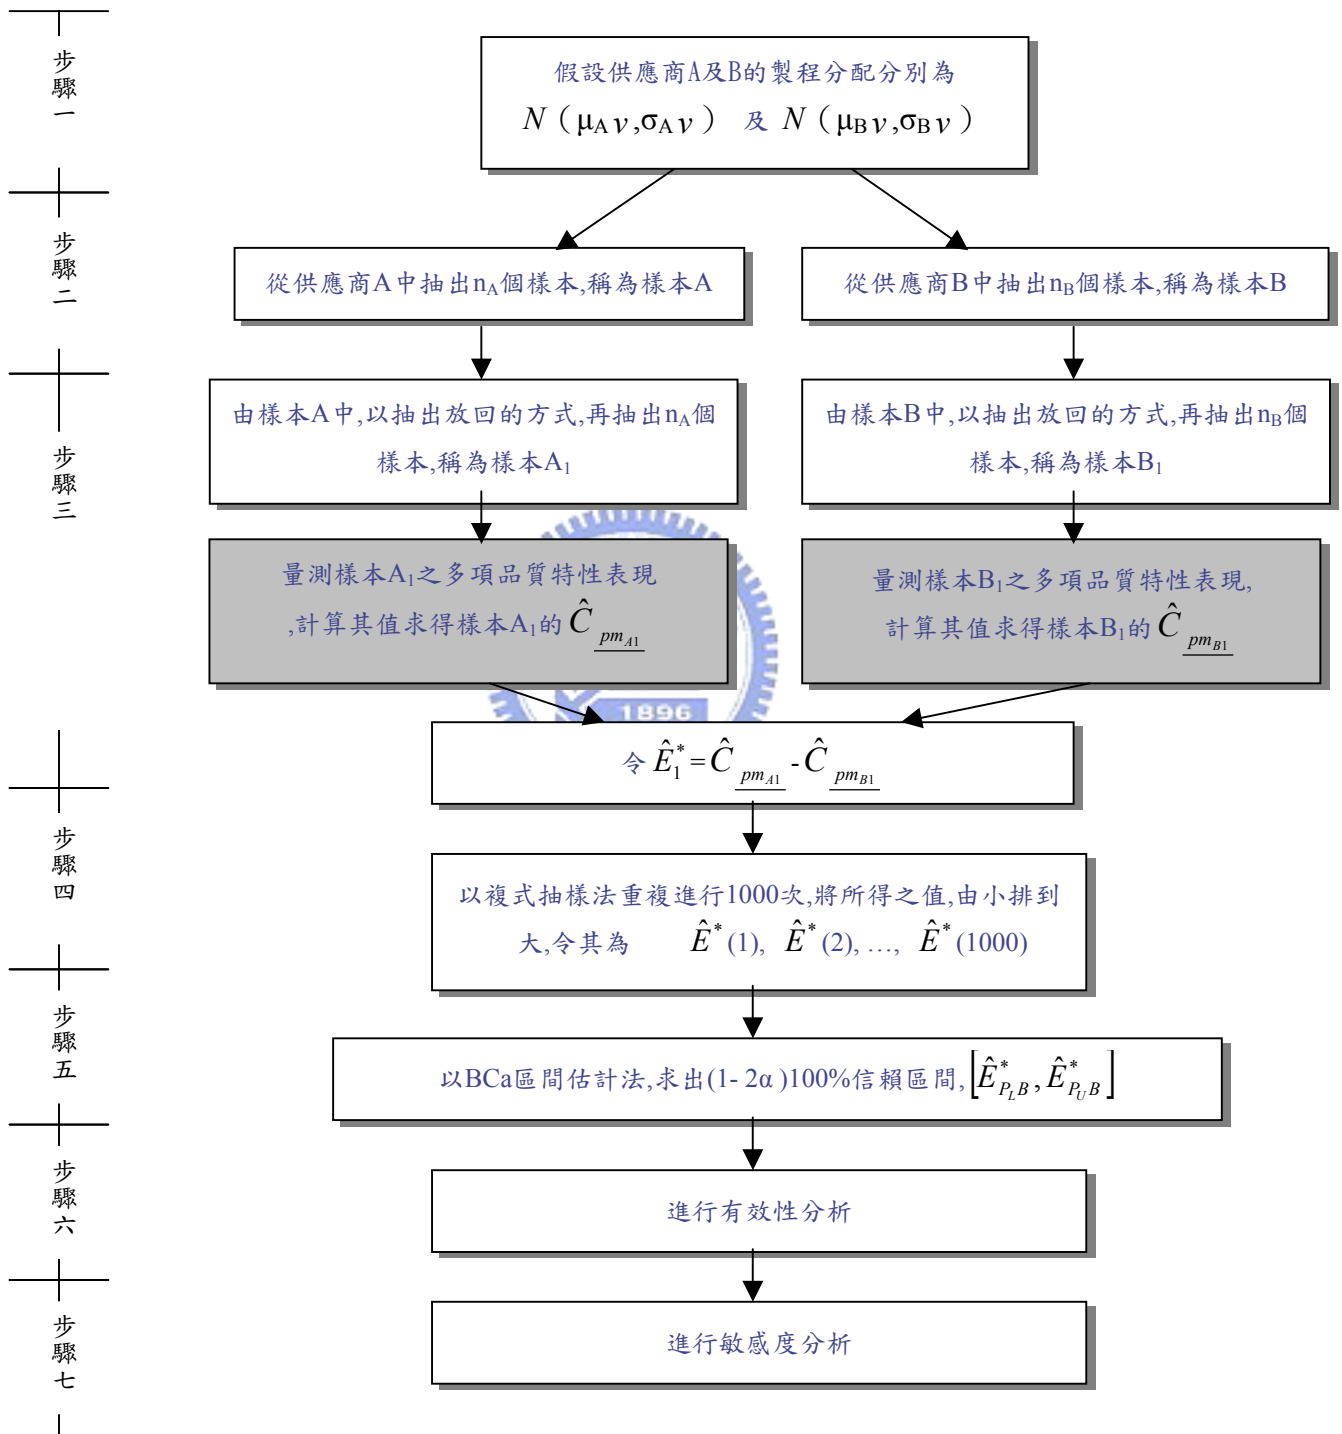 步驟一
假設供應商A及B的製程分配分別為
N（μAν,σAν） 及 N（μBν,σBν）
步驟二
從供應商A中抽出nA個樣本,稱為樣本A
從供應商B中抽出nB個樣本,稱為樣本B
步驟三
由樣本A中,以抽出放回的方式,再抽出nA個
樣本,稱為樣本A1
由樣本B中,以抽出放回的方式,再抽出nB個
樣本,稱為樣本B1
量測樣本A1之多項品質特性表現
,計算其值求得樣本A1的 Ĉ pmA1
量測樣本B1之多項品質特性表現,
計算其值求得樣本B1的 Ĉ pmB1
1896
令 Ê1* = Ĉ pmA1 - Ĉ pmB1
步驟四
以複式抽樣法重複進行1000次,將所得之值,由小排到
大,令其為 Ê*(1), Ê*(2), …, Ê*(1000)
步驟五
以BCa區間估計法,求出(1- 2α)100%信賴區間,[Ê*PLB, Ê*PUB]
步驟六
進行有效性分析
步驟七
進行敏感度分析